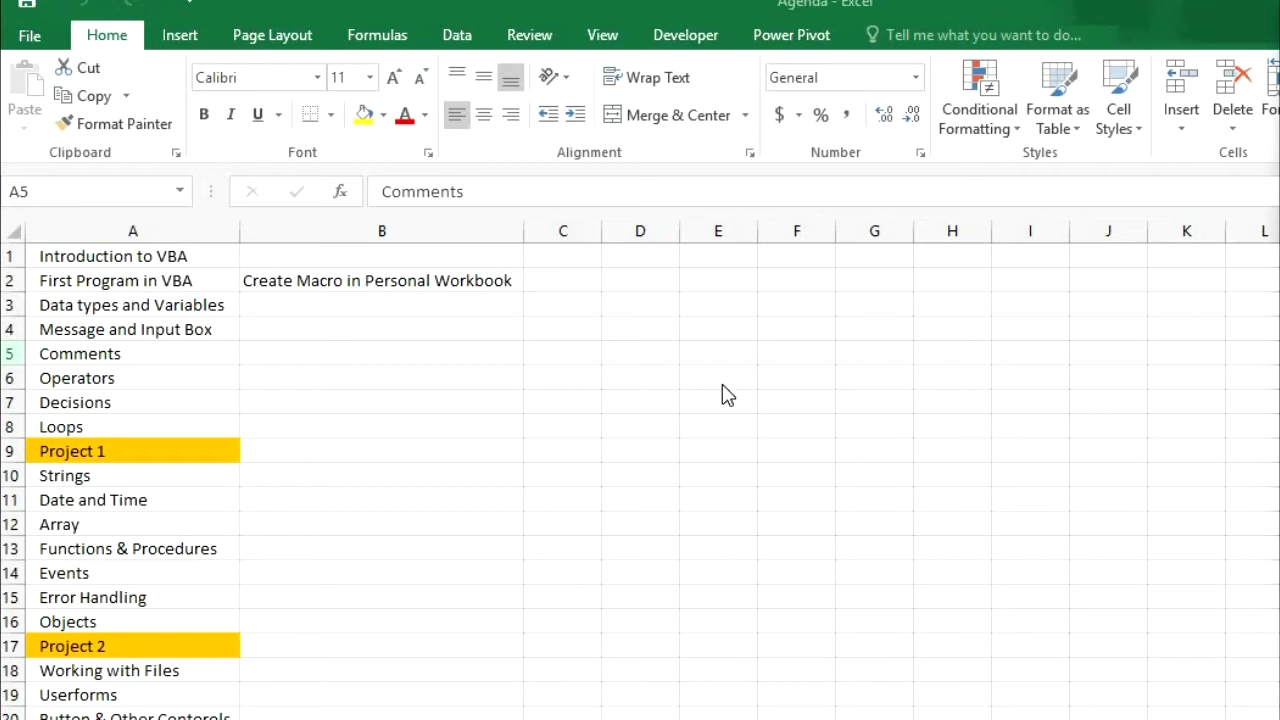 Agenda - Excel
File Home Insert Page Layout Formulas Data Review View Developer Power Pivot Tell me what you want to do...
Paste Cut Copy Format Painter
Calibri 11 A A
B I U A
Wrap Text
Merge & Center
General
$ % ,
Conditional Formatting Format as Table Cell Styles Insert Delete
Clipboard Font Alignment Number Styles Cells
A5 fx Comments
A B C D E F G H I J K L
1 Introduction to VBA
2 First Program in VBA Create Macro in Personal Workbook
3 Data types and Variables
4 Message and Input Box
5 Comments
6 Operators
7 Decisions
8 Loops
9 Project 1
10 Strings
11 Date and Time
12 Array
13 Functions & Procedures
14 Events
15 Error Handling
16 Objects
17 Project 2
18 Working with Files
19 Userforms
20 Button & Other Contorols